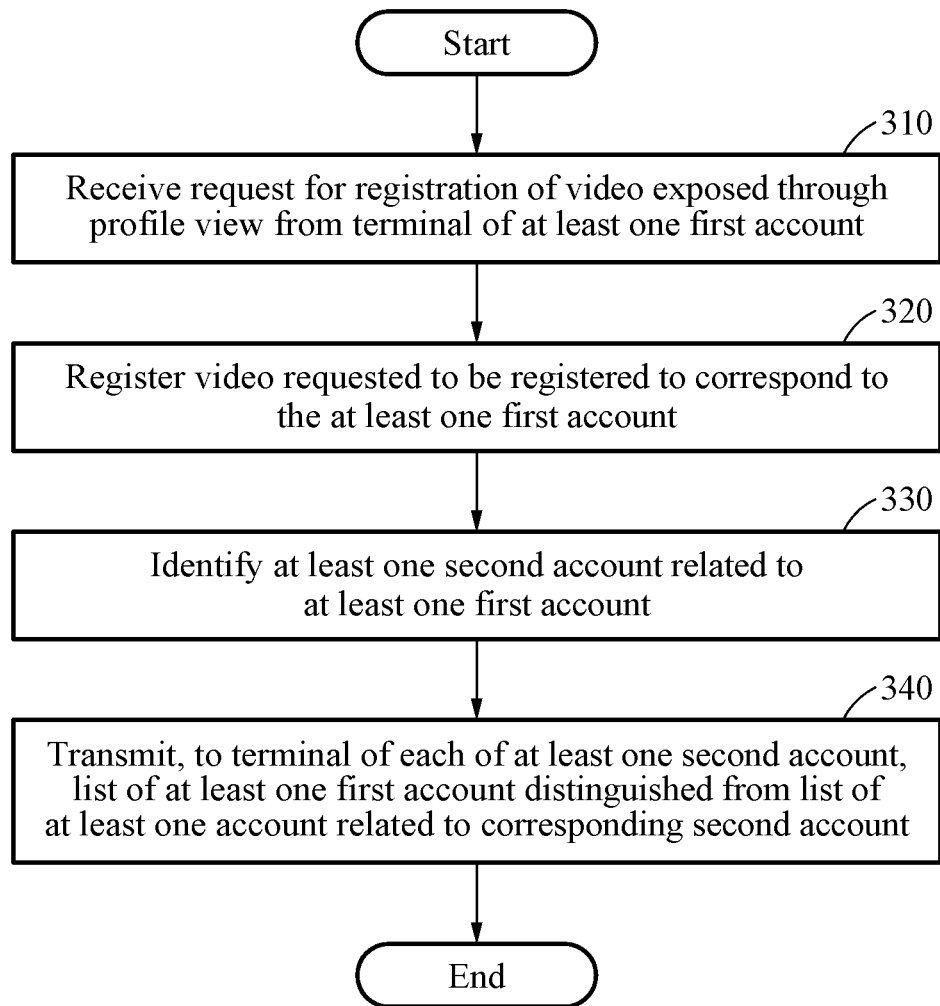 Start
310
Receive request for registration of video exposed through
profile view from terminal of at least one first account
320
Register video requested to be registered to correspond to
the at least one first account
330
Identify at least one second account related to
at least one first account
340
Transmit, to terminal of each of at least one second account,
list of at least one first account distinguished from list of
at least one account related to corresponding second account
End